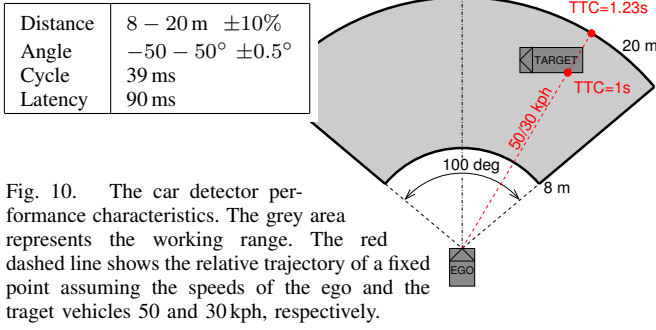 Distance 8 − 20 m ±10%
Angle −50 − 50° ±0.5°
Cycle 39 ms
Latency 90 ms
TTC=1.23s
20 m
TARGET
TTC=1s
50/30 kph
100 deg
8 m
EGO
Fig. 10. The car detector per-
formance characteristics. The grey area
represents the working range. The red
dashed line shows the relative trajectory of a fixed
point assuming the speeds of the ego and the
traget vehicles 50 and 30 kph, respectively.